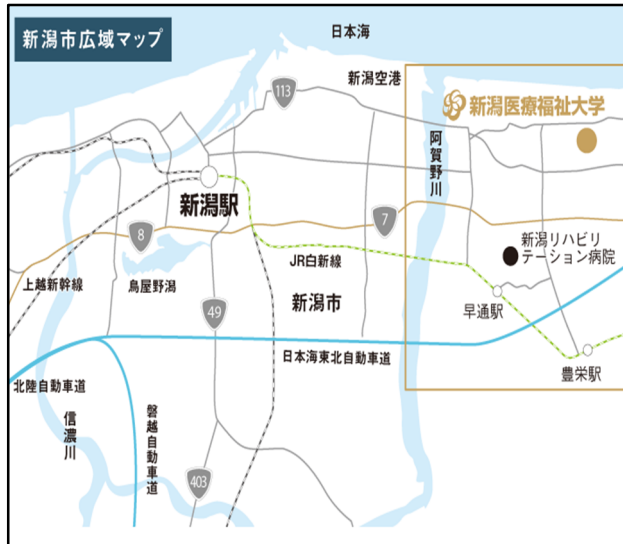 新潟市広域マップ
日本海
新潟空港
113
新潟医療福祉大学
阿賀野川
新潟駅
8
7
新潟リハビリ
テーション病院
JR白新線
上越新幹線
鳥屋野潟
49
新潟市
早通駅
日本海東北自動車道
豊栄駅
北陸自動車道
信濃川
磐越自動車道
403